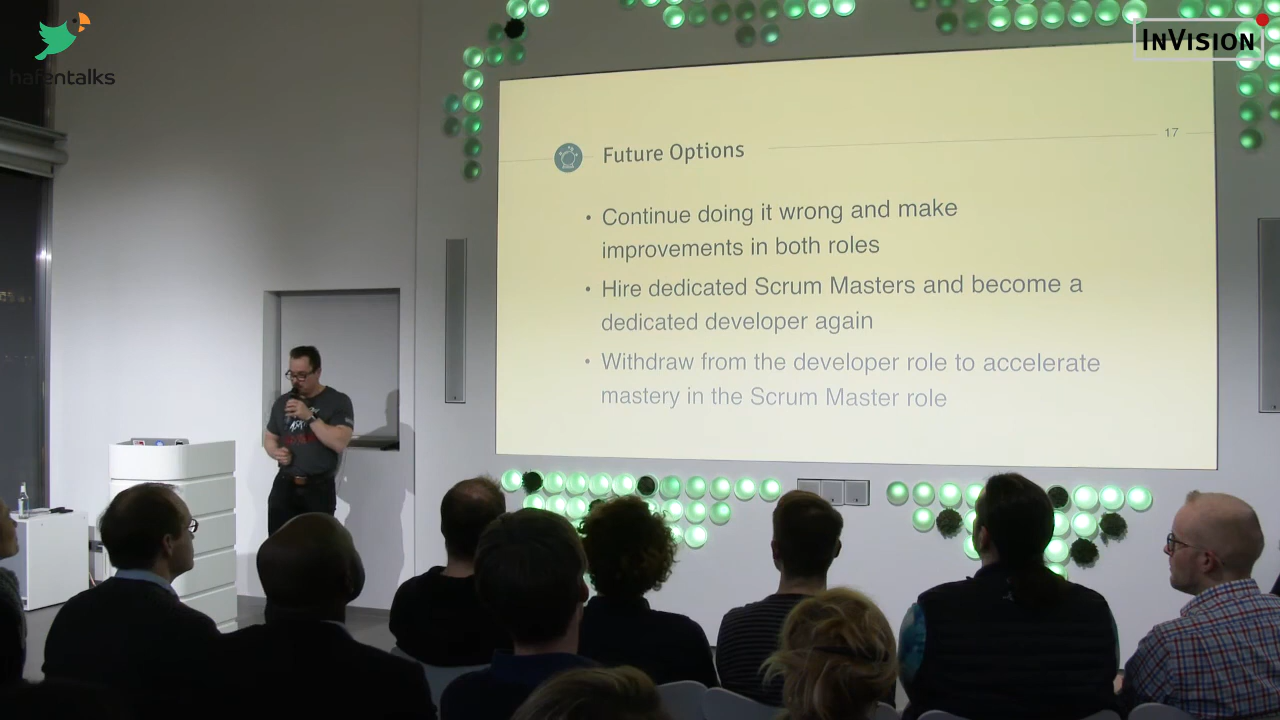 hafentalks
InVision
17
Future Options
• Continue doing it wrong and make
improvements in both roles
• Hire dedicated Scrum Masters and become a
dedicated developer again
• Withdraw from the developer role to accelerate
mastery in the Scrum Master role